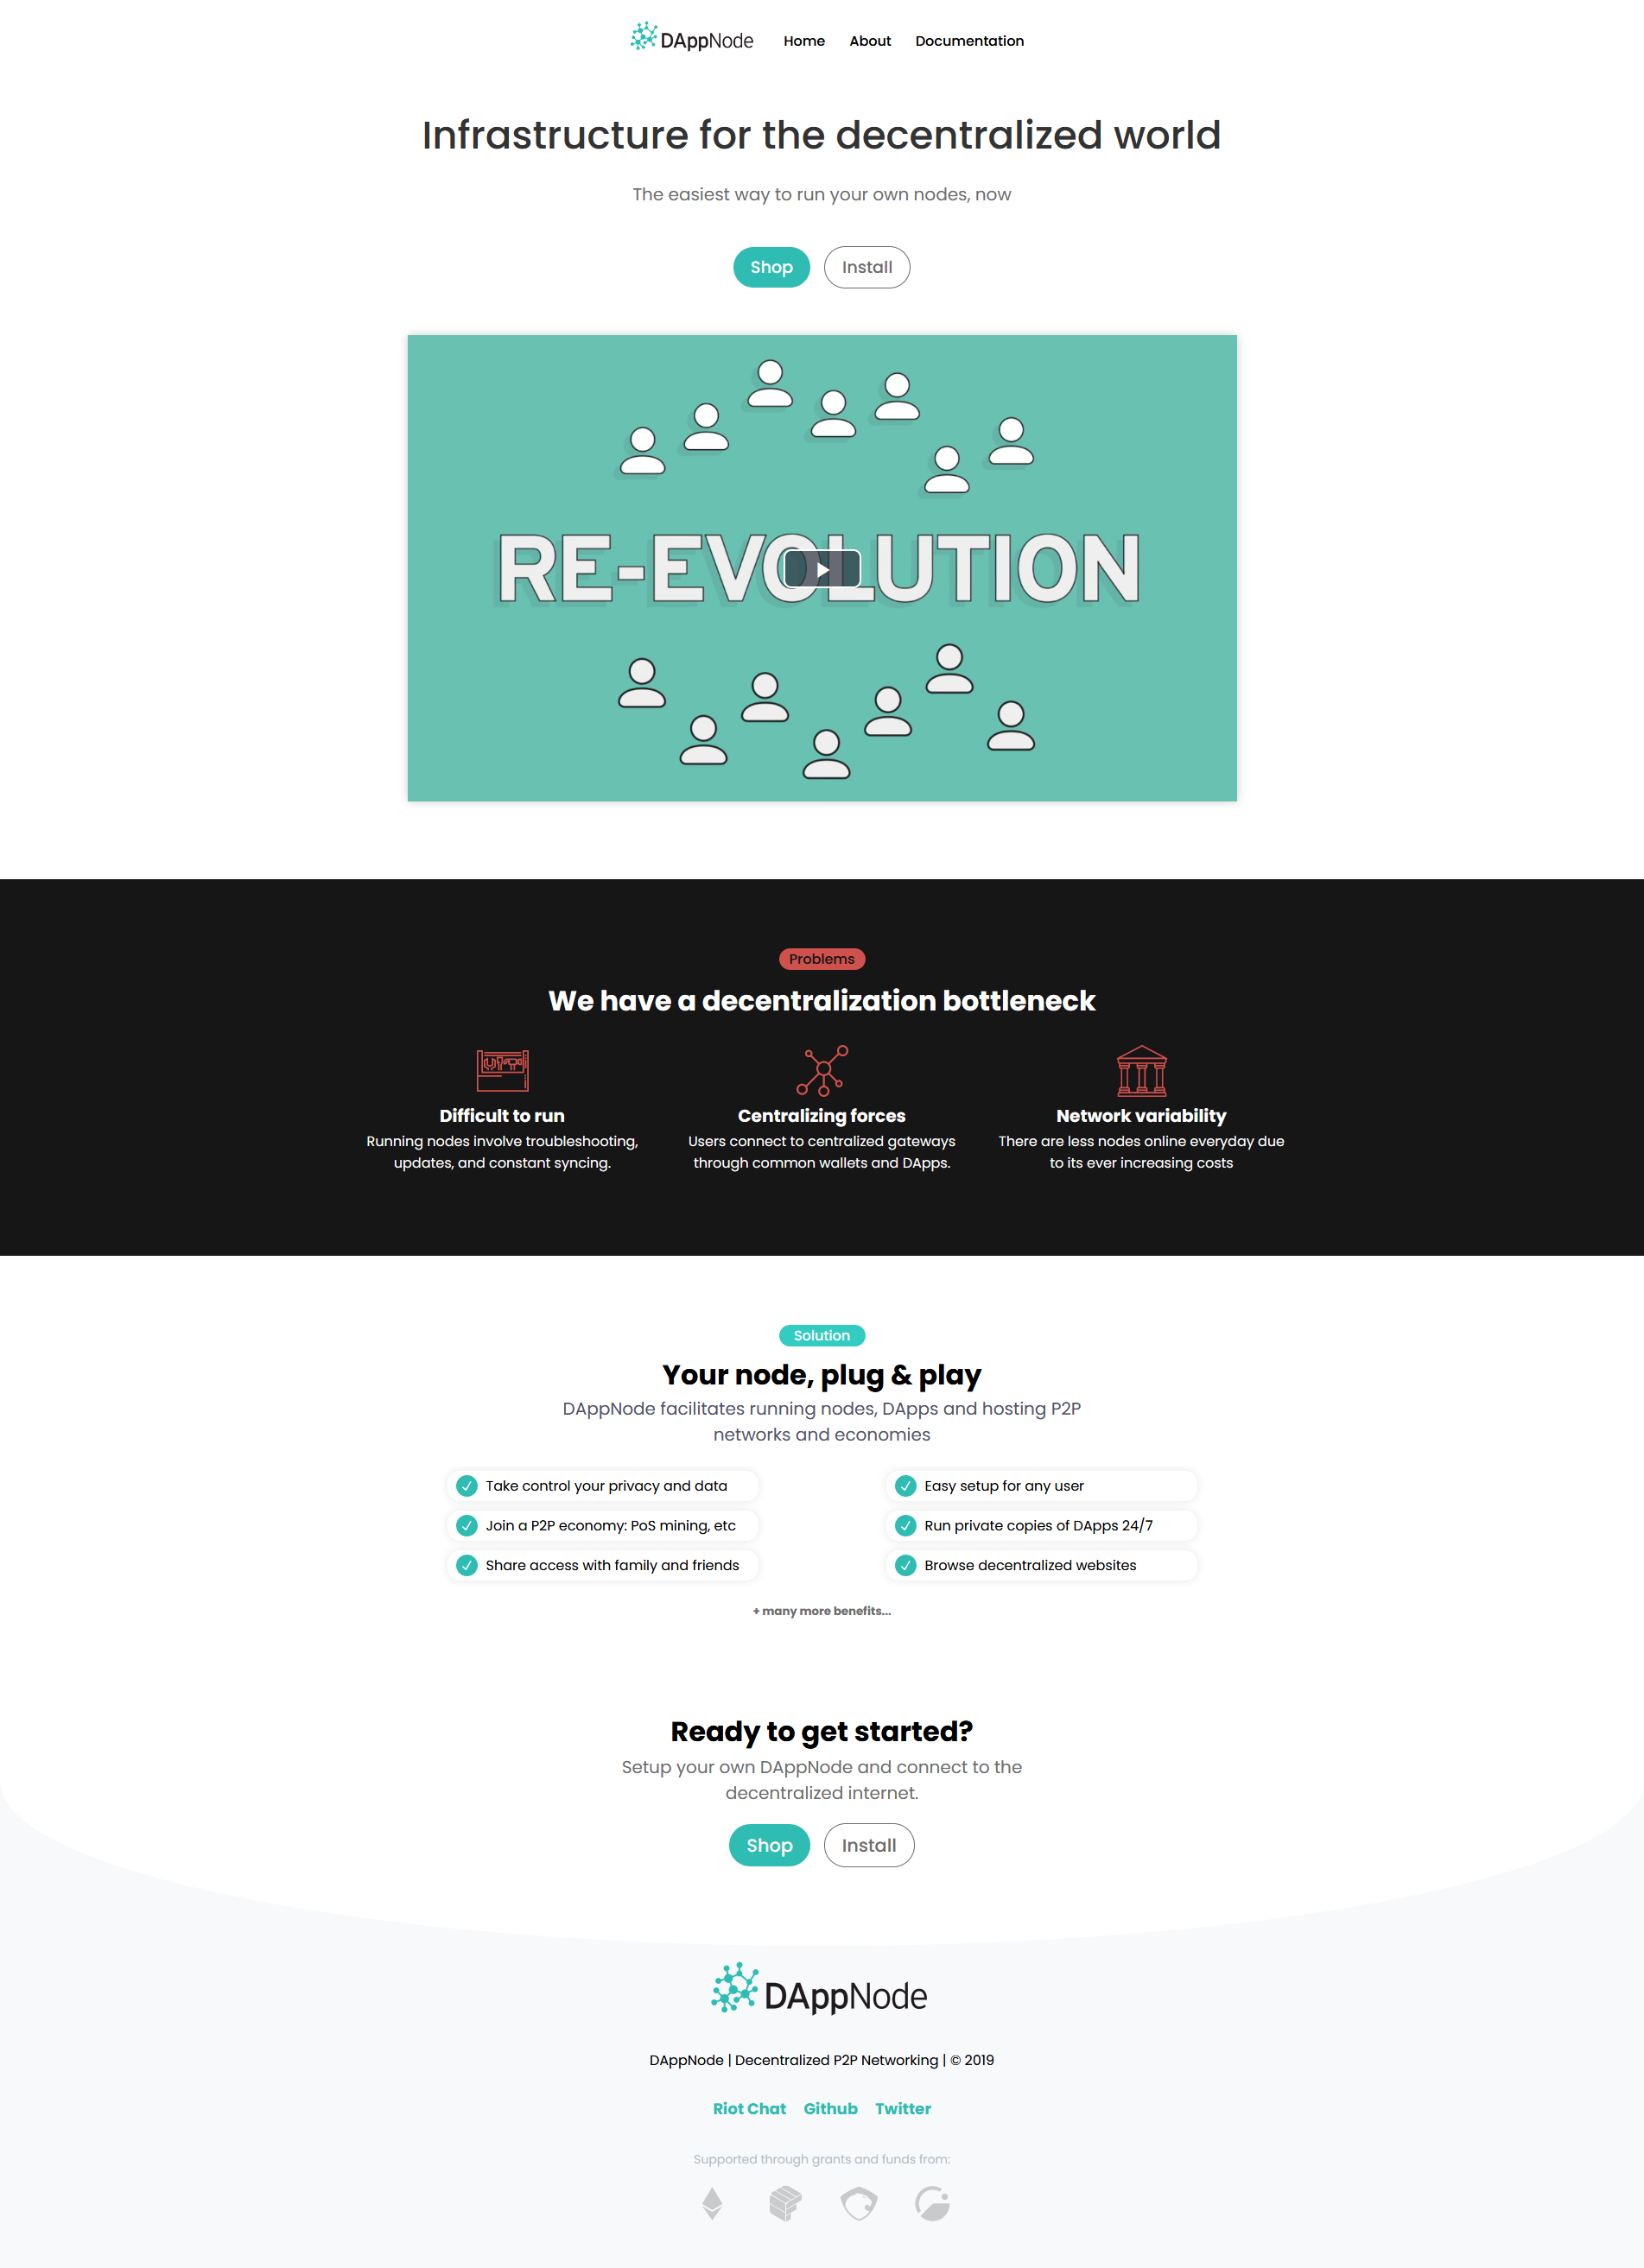 DAppNode
Home About Documentation
Infrastructure for the decentralized world
The easiest way to run your own nodes, now
Shop Install
RE-EVOLUTION
Problems
We have a decentralization bottleneck
Difficult to run
Running nodes involve troubleshooting,
updates, and constant syncing.
Centralizing forces
Users connect to centralized gateways
through common wallets and DApps.
Network variability
There are less nodes online everyday due
to its ever increasing costs
Solution
Your node, plug & play
DAppNode facilitates running nodes, DApps and hosting P2P
networks and economies
Take control your privacy and data
Easy setup for any user
Join a P2P economy: PoS mining, etc
Run private copies of DApps 24/7
Share access with family and friends
Browse decentralized websites
+ many more benefits...
Ready to get started?
Setup your own DAppNode and connect to the
decentralized internet.
Shop Install
DAppNode
DAppNode | Decentralized P2P Networking | © 2019
Riot Chat Github Twitter
Supported through grants and funds from: